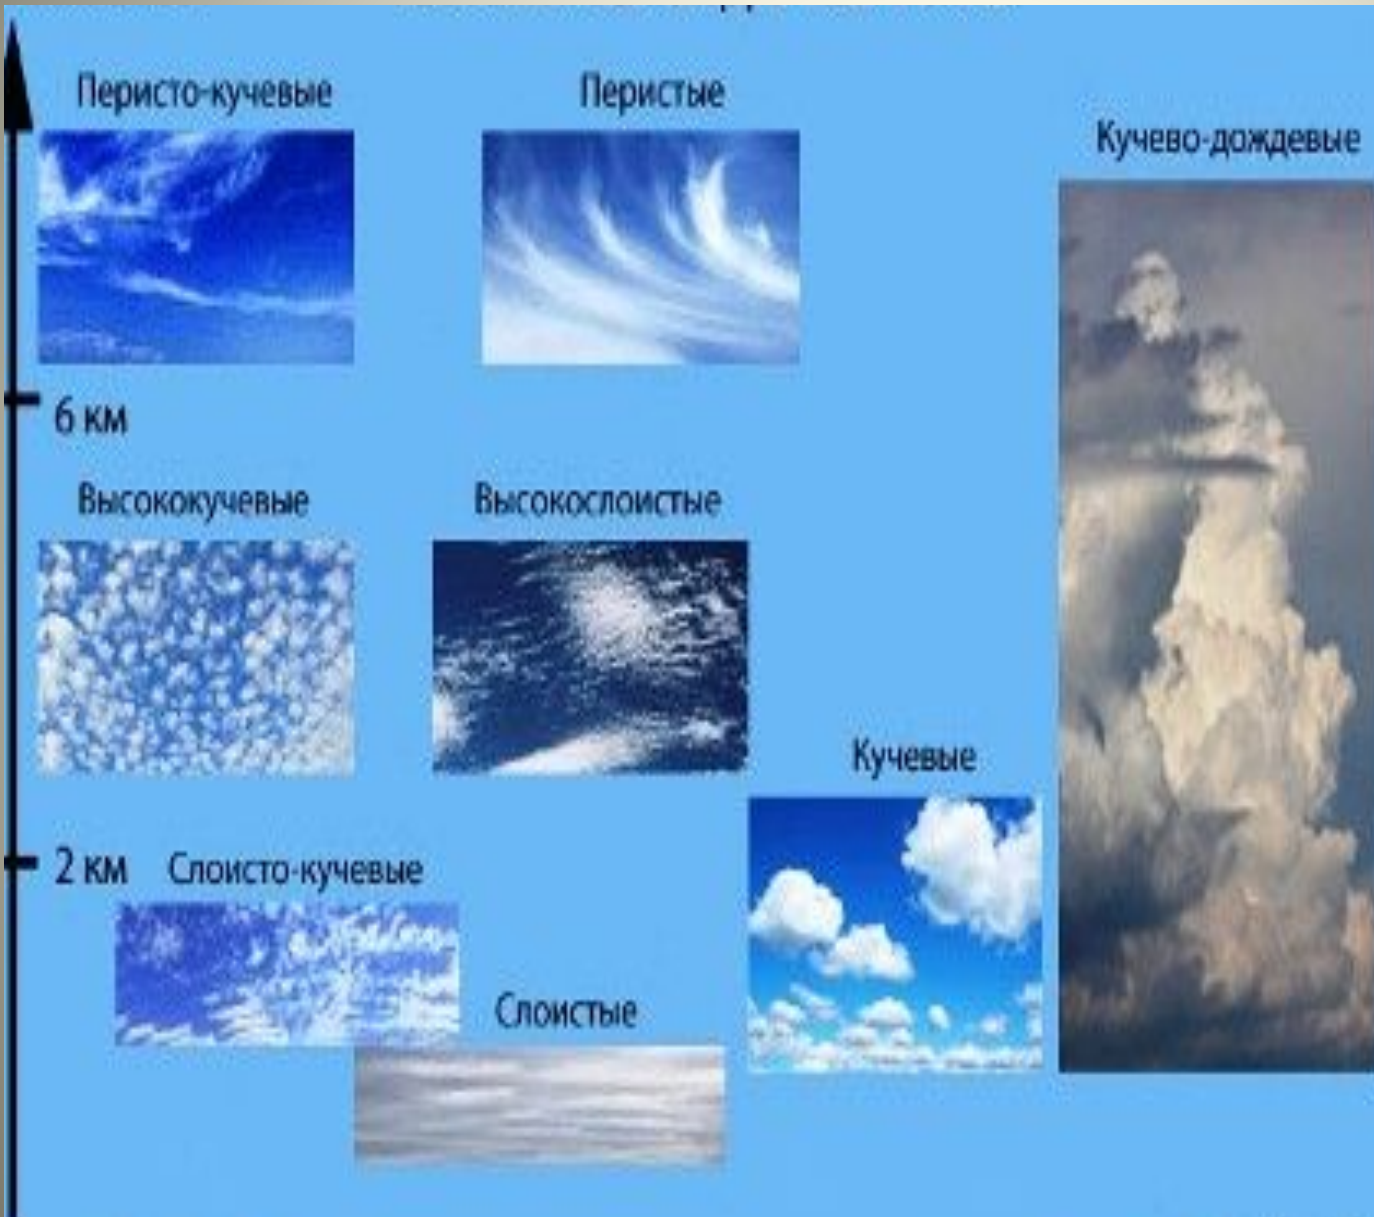 Перисто-кучевые
Перистые
Кучево-дождевые
6 км
Высококучевые
Высокослоистые
Кучевые
2 км
Слоисто-кучевые
Слоистые